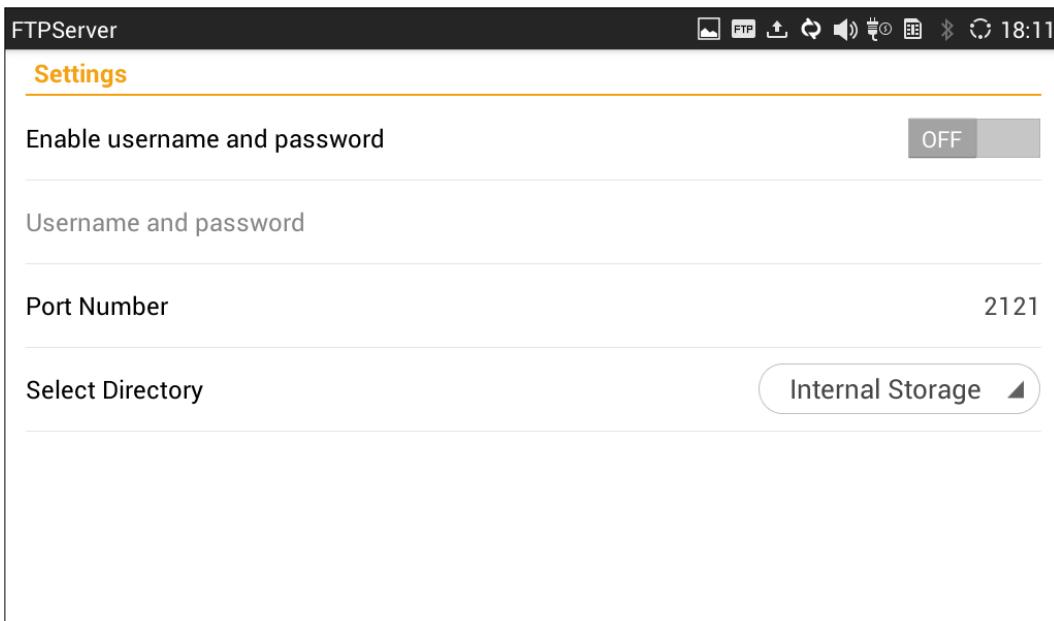 FTPServer FTP 18:11
Settings
Enable username and password OFF
Username and password
Port Number 2121
Select Directory Internal Storage